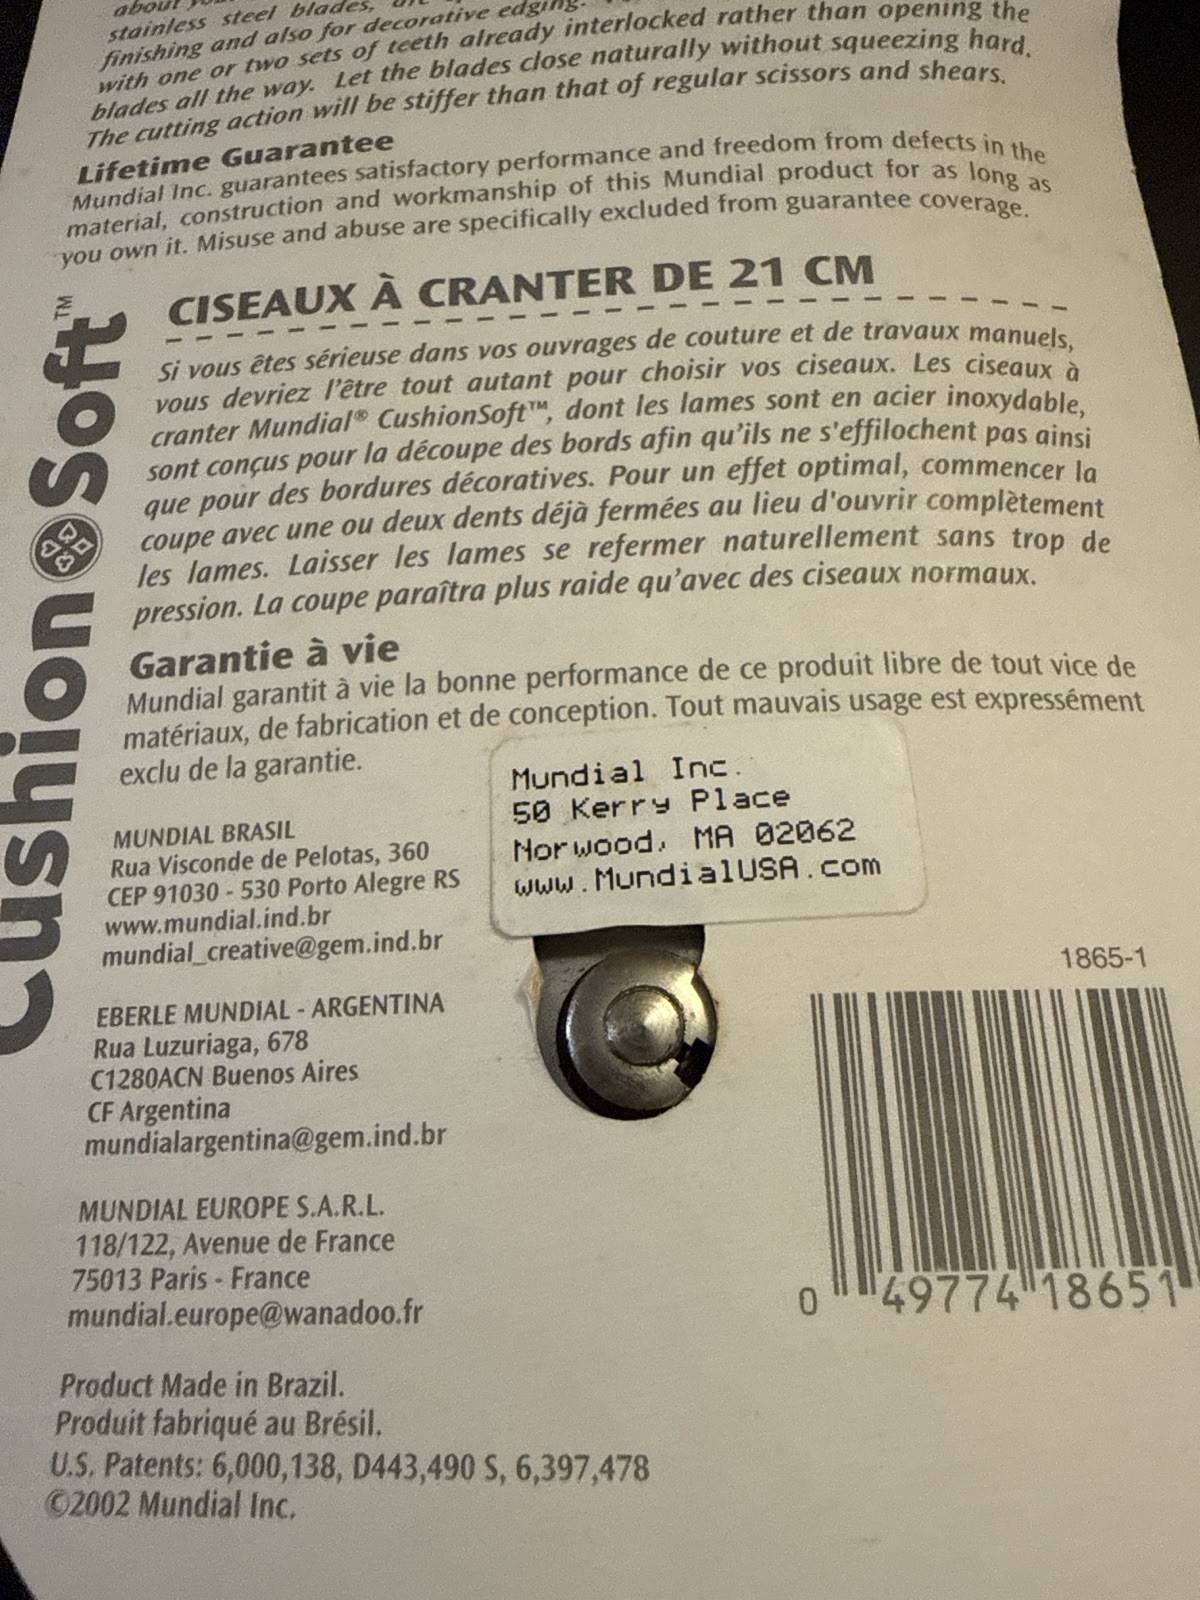 about
stainless steel blades,
finishing and also for decorative edging.
with one or two sets of teeth already interlocked rather than opening the
blades all the way. Let the blades close naturally without squeezing hard.
The cutting action will be stiffer than that of regular scissors and shears.
Lifetime Guarantee
Mundial Inc. guarantees satisfactory performance and freedom from defects in the
material, construction and workmanship of this Mundial product for as long as
you own it. Misuse and abuse are specifically excluded from guarantee coverage.
CISEAUX À CRANTER DE 21 CM
Si vous êtes sérieuse dans vos ouvrages de couture et de travaux manuels,
vous devriez l'être tout autant pour choisir vos ciseaux. Les ciseaux à
cranter Mundial® CushionSoft™, dont les lames sont en acier inoxydable,
sont conçus pour la découpe des bords afin qu'ils ne s'effilochent pas ainsi
que pour des bordures décoratives. Pour un effet optimal, commencer la
coupe avec une ou deux dents déjà fermées au lieu d'ouvrir complètement
les lames. Laisser les lames se refermer naturellement sans trop de
pression. La coupe paraîtra plus raide qu'avec des ciseaux normaux.
Garantie à vie
Mundial garantit à vie la bonne performance de ce produit libre de tout vice de
matériaux, de fabrication et de conception. Tout mauvais usage est expressément
exclu de la garantie.
Cushion Soft™
Mundial Inc.
50 Kerry Place
Norwood, MA 02062
www.MundialUSA.com
MUNDIAL BRASIL
Rua Visconde de Pelotas, 360
CEP 91030 - 530 Porto Alegre RS
www.mundial.ind.br
mundial_creative@gem.ind.br
EBERLE MUNDIAL - ARGENTINA
Rua Luzuriaga, 678
C1280ACN Buenos Aires
CF Argentina
mundialargentina@gem.ind.br
MUNDIAL EUROPE S.A.R.L.
118/122, Avenue de France
75013 Paris - France
mundial.europe@wanadoo.fr
1865-1
0 49774 18651
Product Made in Brazil.
Produit fabriqué au Brésil.
U.S. Patents: 6,000,138, D443,490 S, 6,397,478
©2002 Mundial Inc.